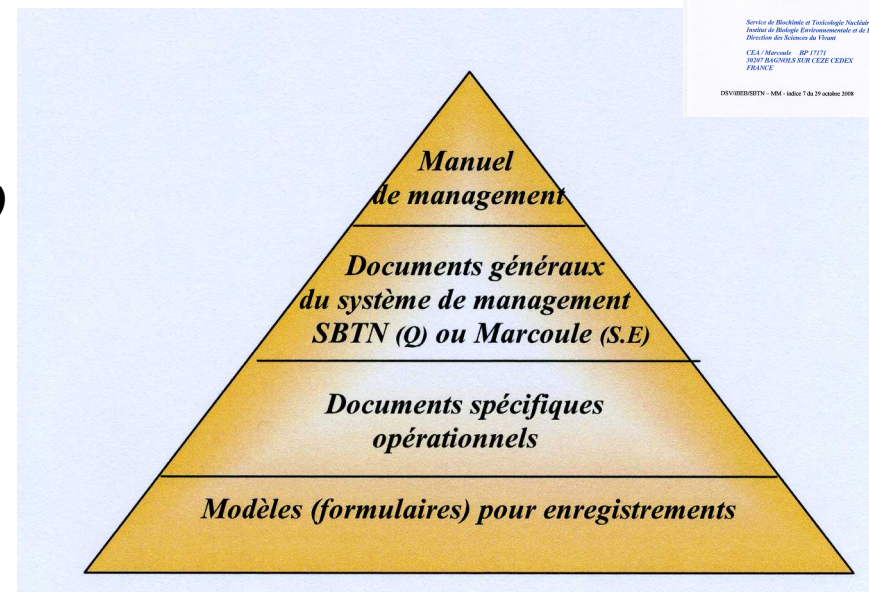 Service de Biochimie et Toxicologie Nucléair
Institut de Biologie Environnementale et de
Direction des Sciences du Vivant
CEA / Marcoule BP 17171
30207 BAGNOLS SUR CEZE CEDEX
FRANCE
DSV/iBEB/SBTN – MM - indice 7 du 29 octobre 2008
Manuel
de management
Documents généraux
du système de management
SBTN (Q) ou Marcoule (S.E)
Documents spécifiques
opérationnels
Modèles (formulaires) pour enregistrements